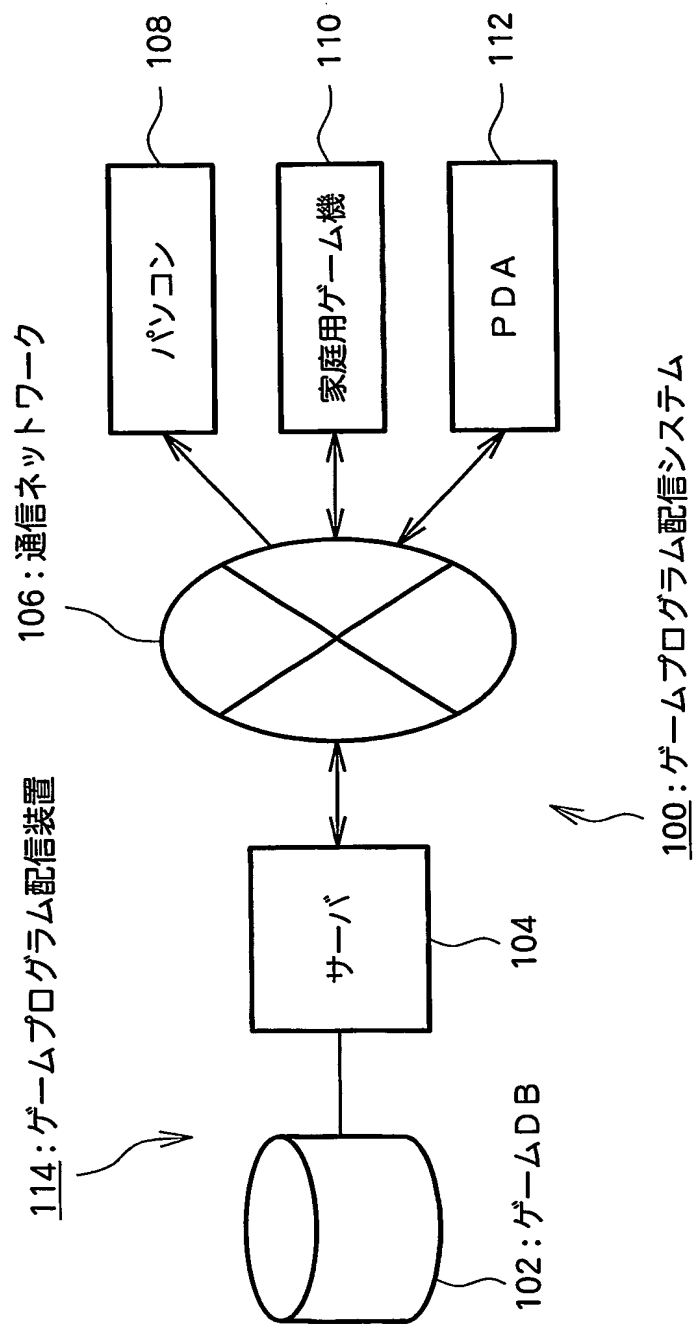 114：ゲームプログラム配信装置
106：通信ネットワーク
パソコン
108
家庭用ゲーム機
110
PDA
112
サーバ
104
102：ゲームDB
100：ゲームプログラム配信システム